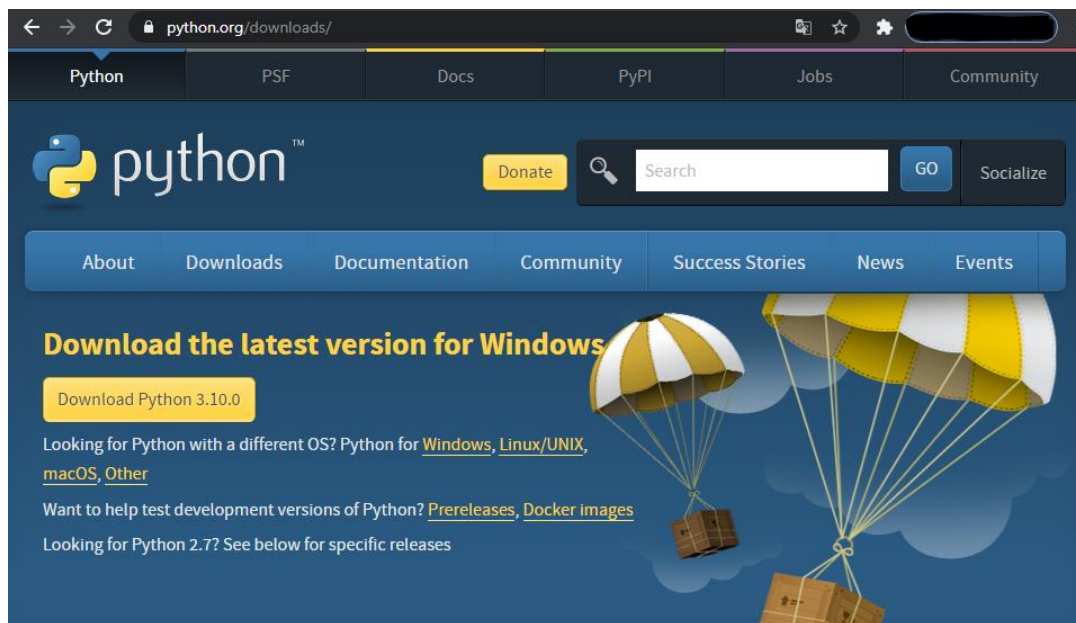 python.org/downloads/
Python PSF Docs PyPI Jobs Community
python™
Donate Search GO Socialize
About Downloads Documentation Community Success Stories News Events
Download the latest version for Windows
Download Python 3.10.0
Looking for Python with a different OS? Python for Windows, Linux/UNIX,
macOS, Other
Want to help test development versions of Python? Prereleases, Docker images
Looking for Python 2.7? See below for specific releases